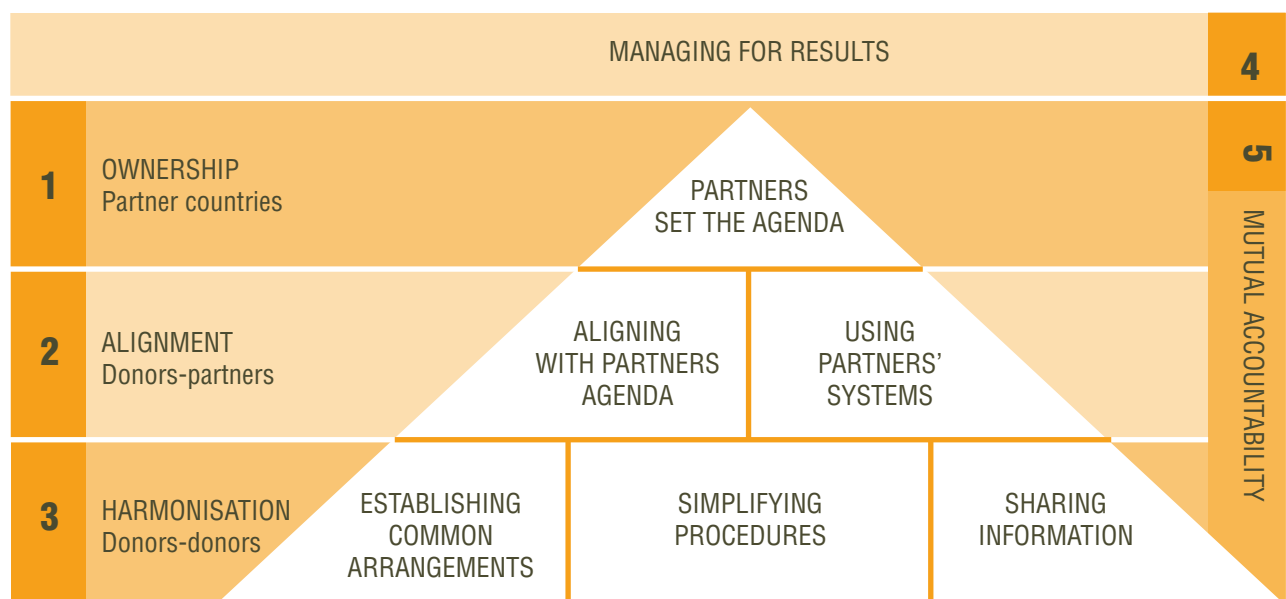 MANAGING FOR RESULTS
4
1
OWNERSHIP
Partner countries
PARTNERS
SET THE AGENDA
5
MUTUAL ACCOUNTABILITY
2
ALIGNMENT
Donors-partners
ALIGNING
WITH PARTNERS
AGENDA
USING
PARTNERS’
SYSTEMS
3
HARMONISATION
Donors-donors
ESTABLISHING
COMMON
ARRANGEMENTS
SIMPLIFYING
PROCEDURES
SHARING
INFORMATION